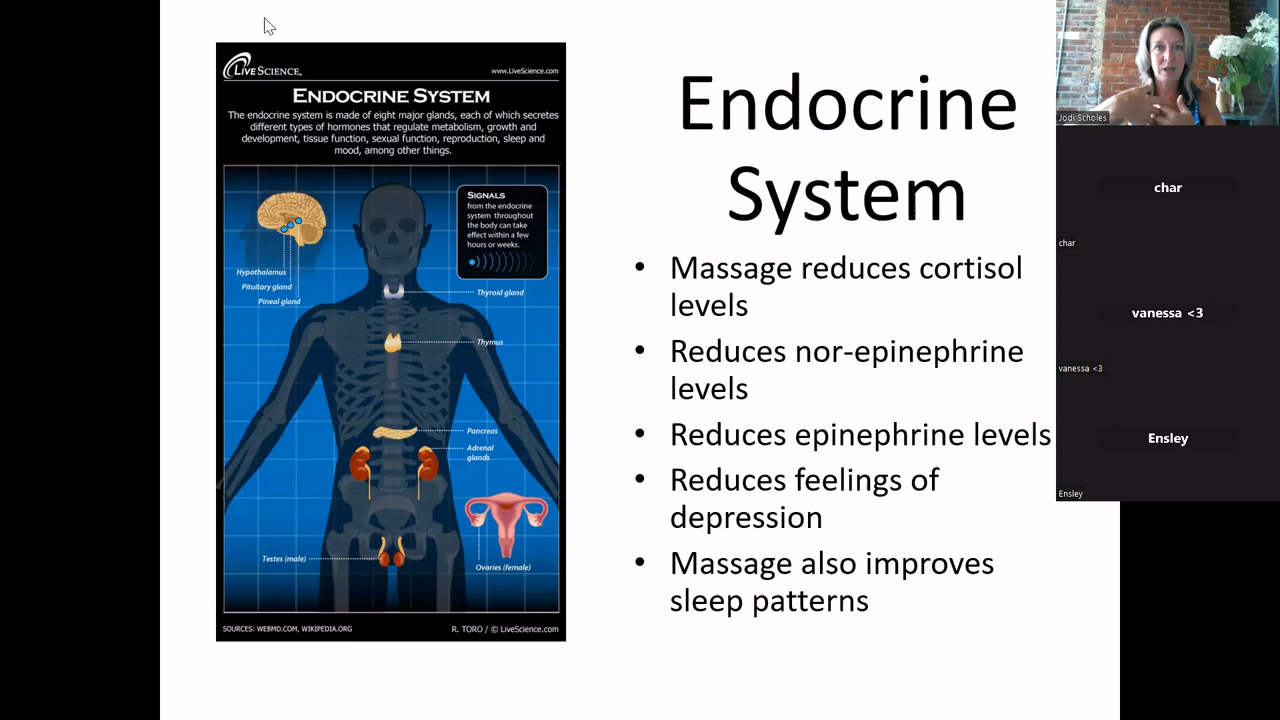 LIVESCIENCE.
www.LiveScience.com
ENDOCRINE SYSTEM
The endocrine system is made of eight major glands, each of which secretes
different types of hormones that regulate metabolism, growth and
development, tissue function, sexual function, reproduction, sleep and
mood, among other things.
SIGNALS
from the endocrine
system throughout
the body can take
effect within a few
hours or weeks.
Hypothalamus
Pituitary gland
Pineal gland
Thyroid gland
Thymus
Pancreas
Adrenal
glands
Testes (male)
Ovaries (female)
SOURCES: WEBMD.COM, WIKIPEDIA.ORG
R. TORO / © LiveScience.com
Endocrine
System
• Massage reduces cortisol
levels
• Reduces nor-epinephrine
levels
• Reduces epinephrine levels
• Reduces feelings of
depression
• Massage also improves
sleep patterns
Jodi Scholes
char
char
vanessa <3
vanessa <3
Ensley
Ensley